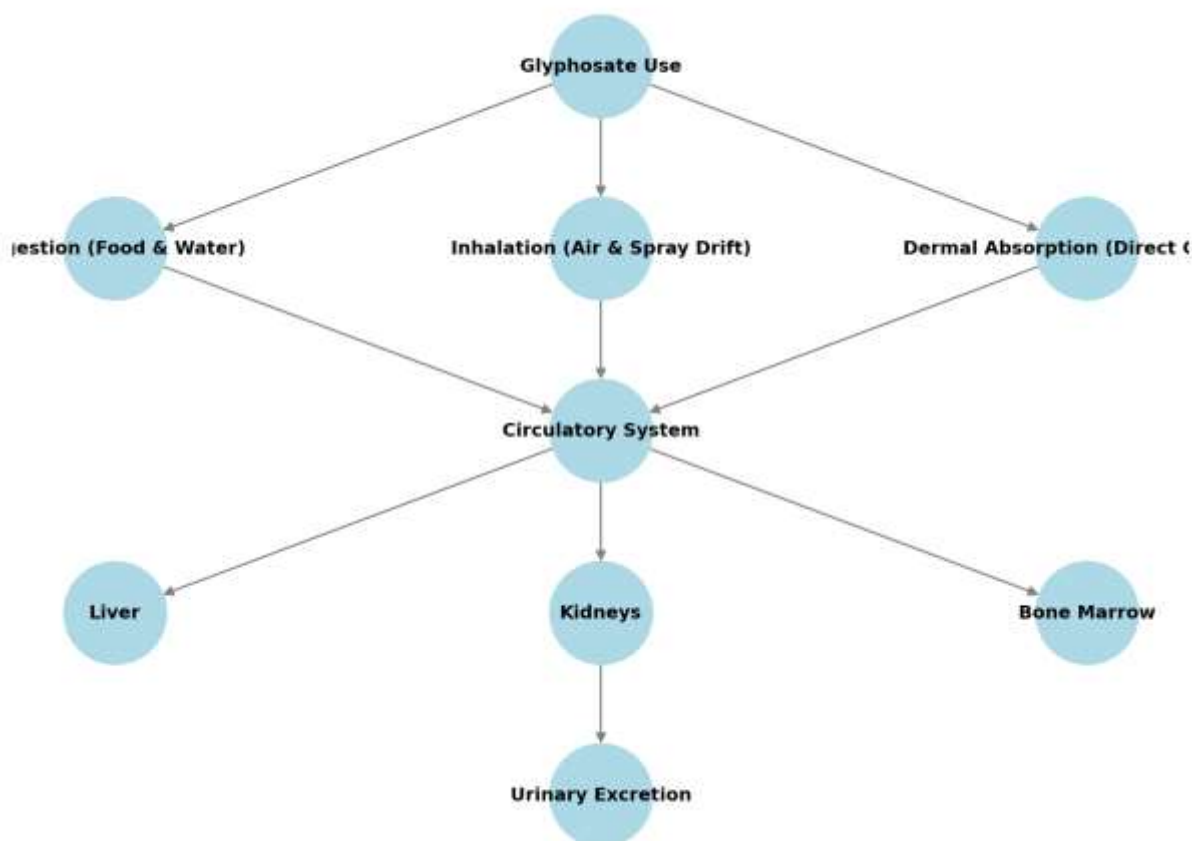 Glyphosate Use
gestion (Food & Water)
Inhalation (Air & Spray Drift)
Dermal Absorption (Direct
Circulatory System
Liver
Kidneys
Bone Marrow
Urinary Excretion